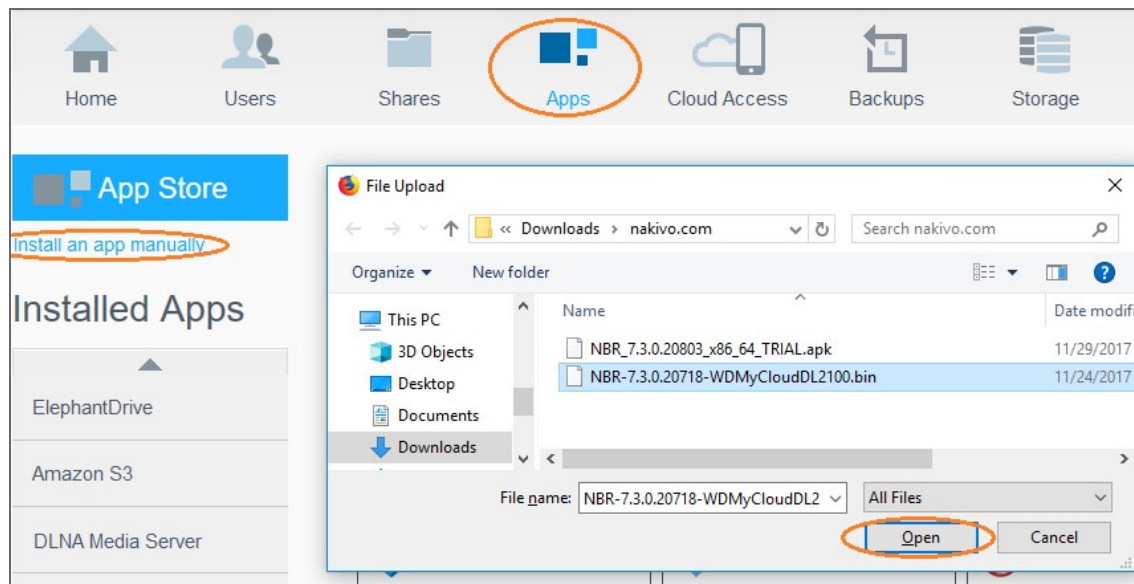 Home Users Shares Apps Cloud Access Backups Storage
App Store
Install an app manually
Installed Apps
ElephantDrive
Amazon S3
DLNA Media Server
File Upload
« Downloads › nakivo.com
Search nakivo.com
Organize New folder
This PC
3D Objects
Desktop
Documents
Downloads
Name Date modifi
NBR_7.3.0.20803_x86_64_TRIAL.apk 11/29/2017
NBR-7.3.0.20718-WDMyCloudDL2100.bin 11/24/2017
File name: NBR-7.3.0.20718-WDMyCloudDL2 All Files
Open Cancel